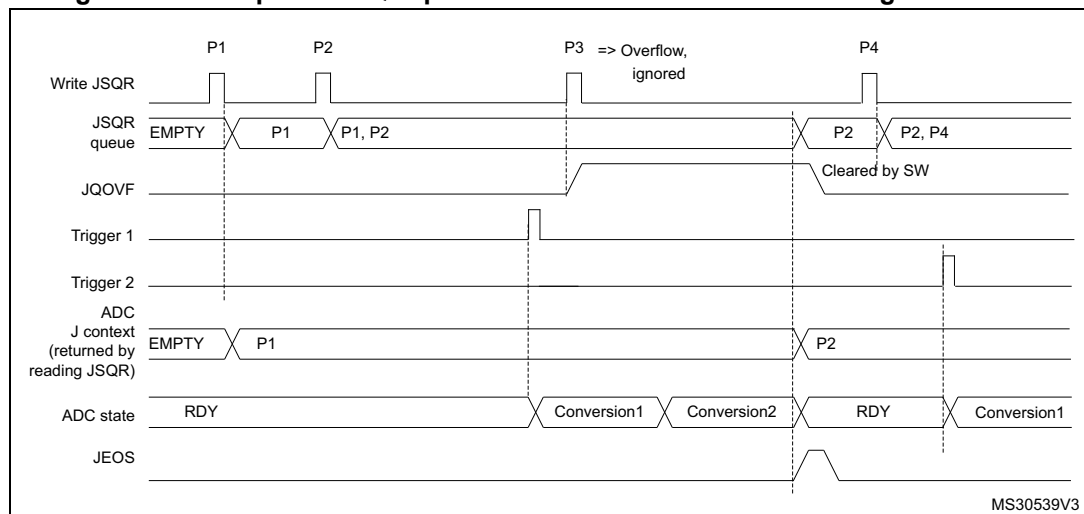 P1 P2 P3 => Overflow, P4
ignored
Write JSQR
JSQR
queue
EMPTY P1 P1, P2 P2 P2, P4
Cleared by SW
JQOVF
Trigger 1
Trigger 2
ADC
J context
(returned by
reading JSQR)
EMPTY P1 P2
ADC state RDY Conversion1 Conversion2 RDY Conversion1
JEOS
MS30539V3